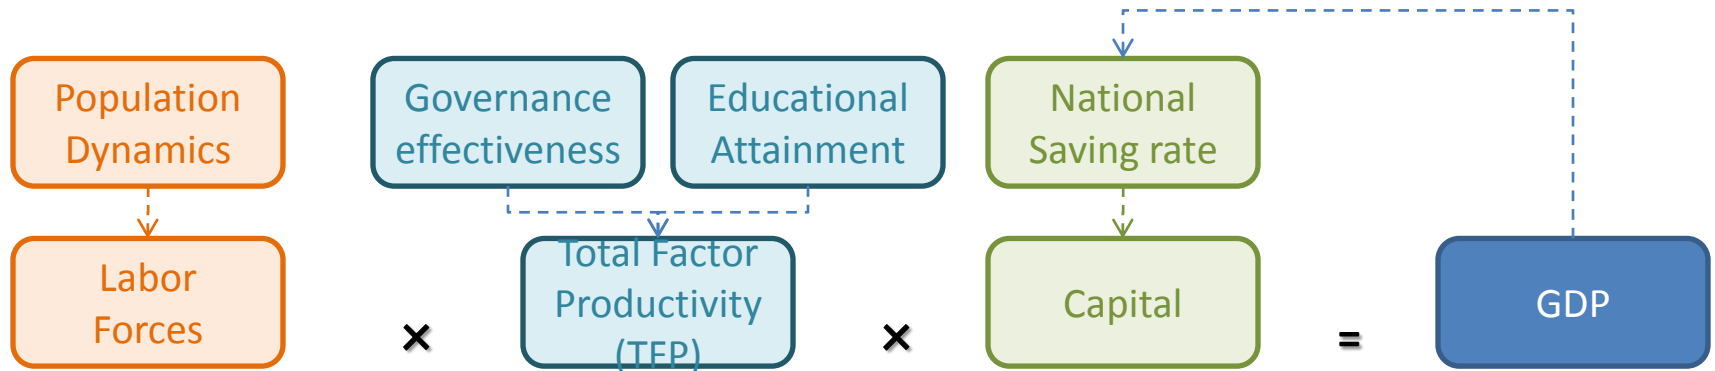 Population
Dynamics
Governance
effectiveness
Educational
Attainment
National
Saving rate
Labor
Forces
×
Total Factor
Productivity
(TFP)
×
Capital
=
GDP